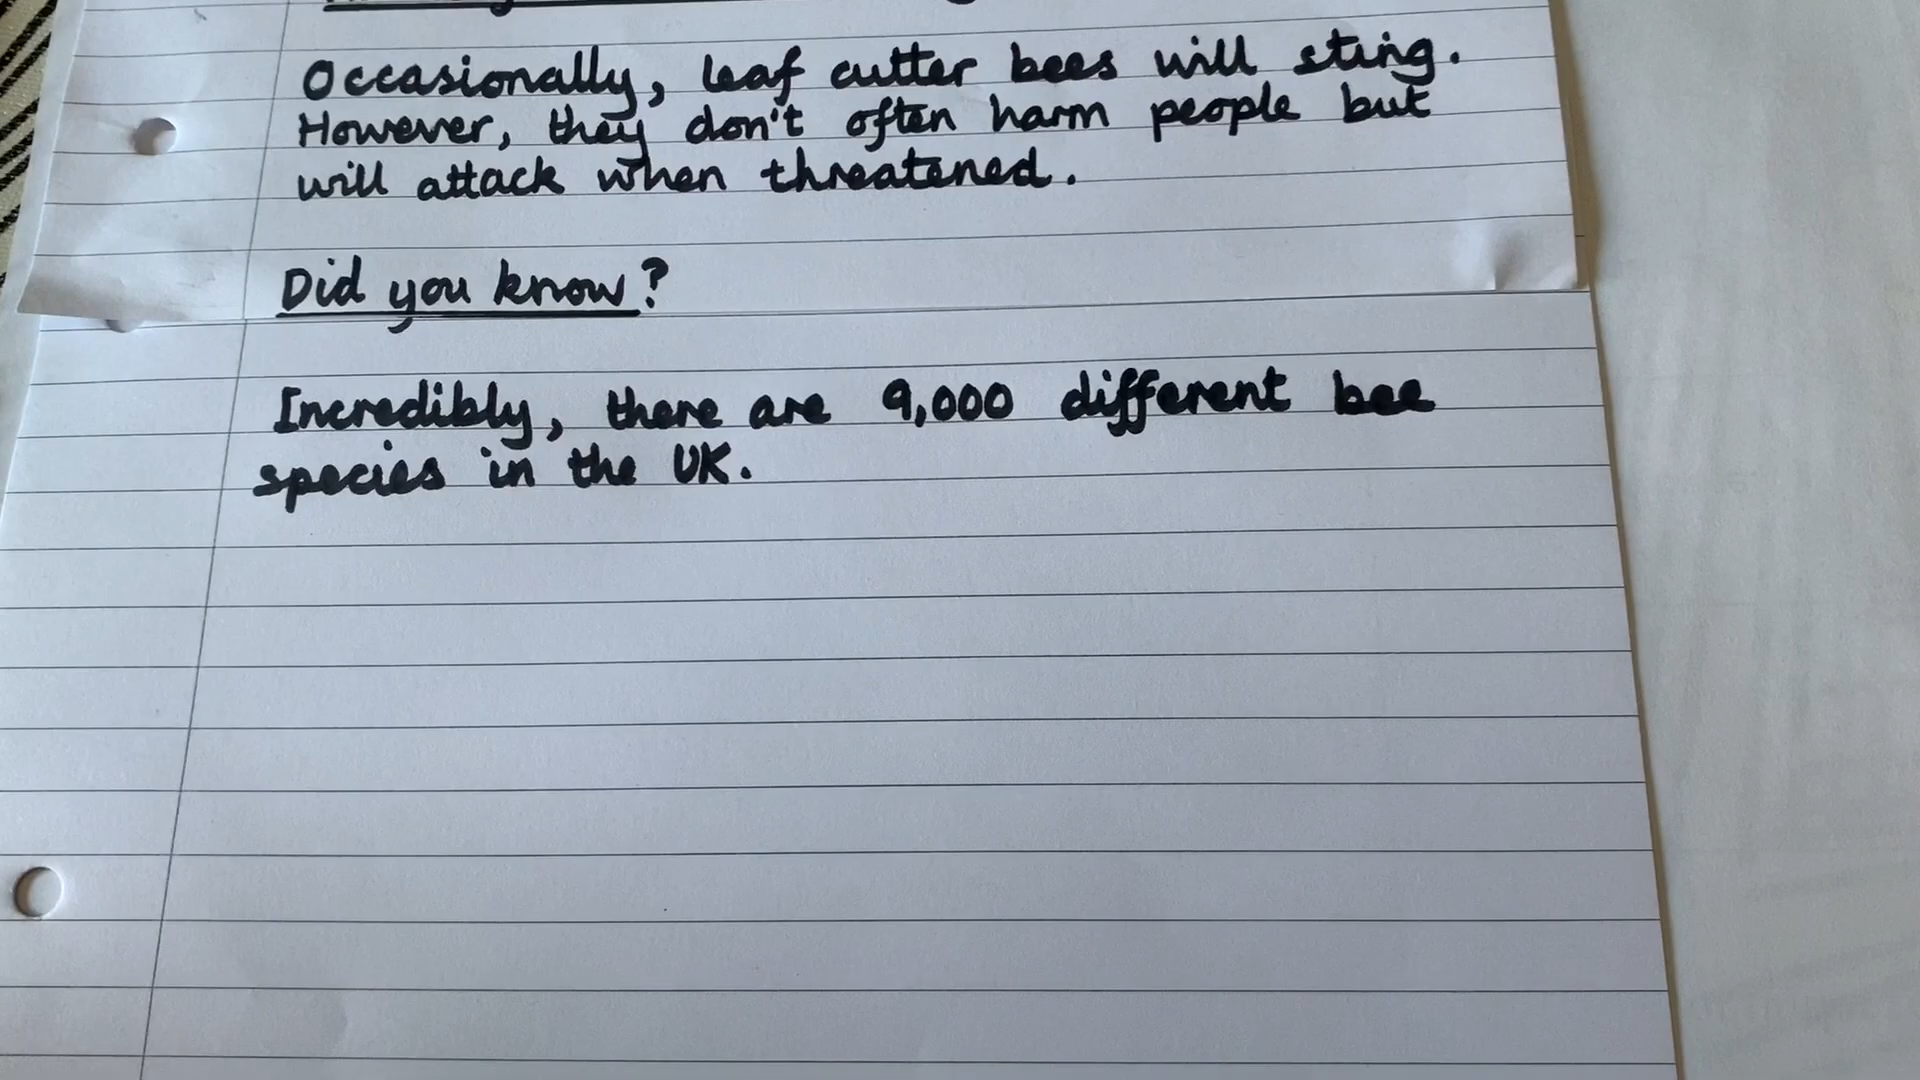 Occasionally, leaf cutter bees will sting.
However, they don't often harm people but
will attack when threatened.
Did you know?
Incredibly, there are 9,000 different bee
species in the UK.